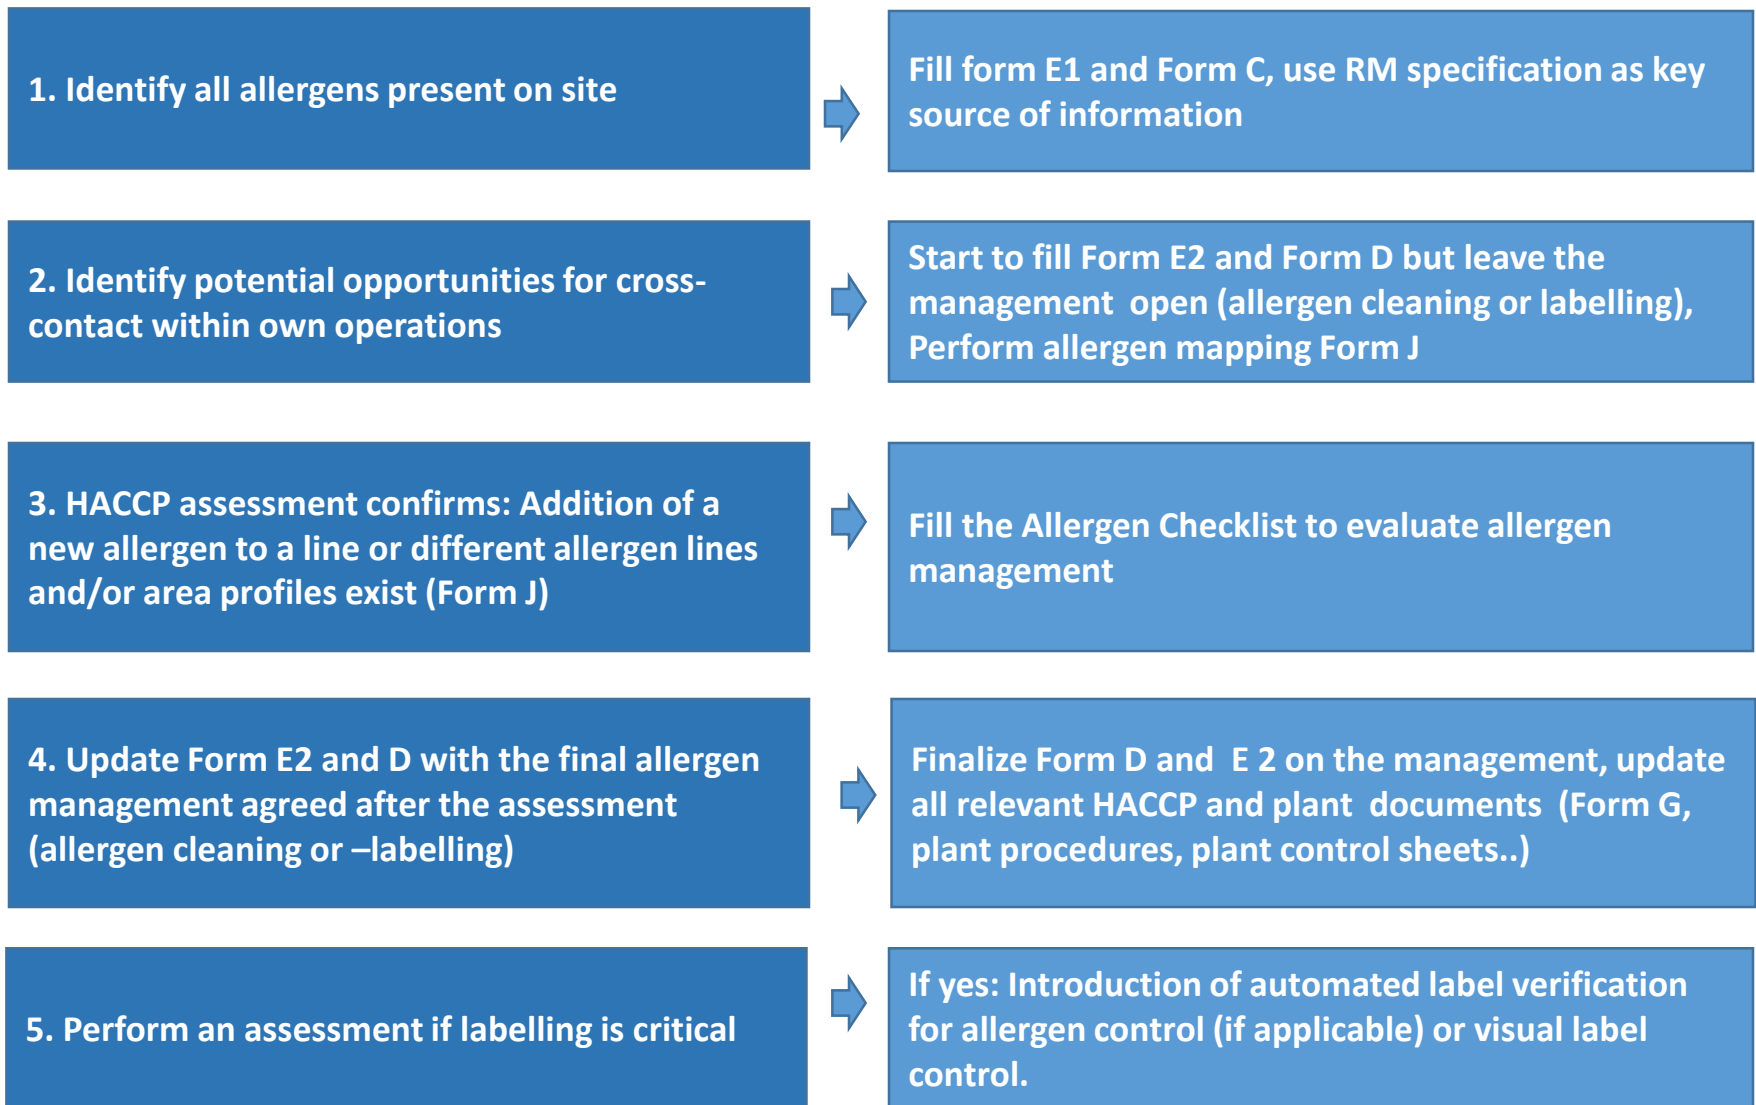 1. Identify all allergens present on site
Fill form E1 and Form C, use RM specification as key
source of information
2. Identify potential opportunities for cross-
contact within own operations
Start to fill Form E2 and Form D but leave the
management open (allergen cleaning or labelling),
Perform allergen mapping Form J
3. HACCP assessment confirms: Addition of a
new allergen to a line or different allergen lines
and/or area profiles exist (Form J)
Fill the Allergen Checklist to evaluate allergen
management
4. Update Form E2 and D with the final allergen
management agreed after the assessment
(allergen cleaning or –labelling)
Finalize Form D and E 2 on the management, update
all relevant HACCP and plant documents (Form G,
plant procedures, plant control sheets..)
5. Perform an assessment if labelling is critical
If yes: Introduction of automated label verification
for allergen control (if applicable) or visual label
control.